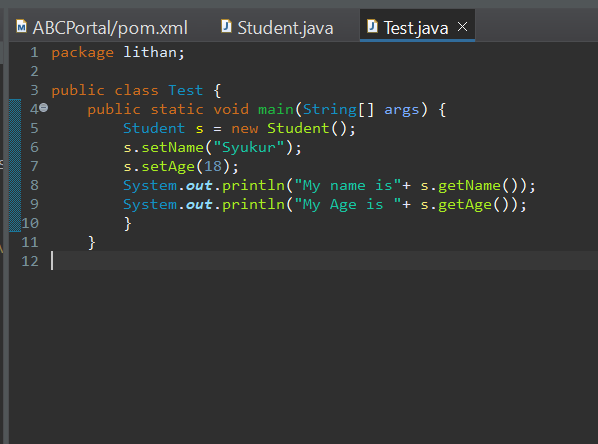 ABCPortal/pom.xml Student.java Test.java
1 package lithan;
2
3 public class Test {
4 public static void main(String[] args) {
5 Student s = new Student();
6 s.setName("Syukur");
7 s.setAge(18);
8 System.out.println("My name is"+ s.getName());
9 System.out.println("My Age is "+ s.getAge());
10 }
11 }
12